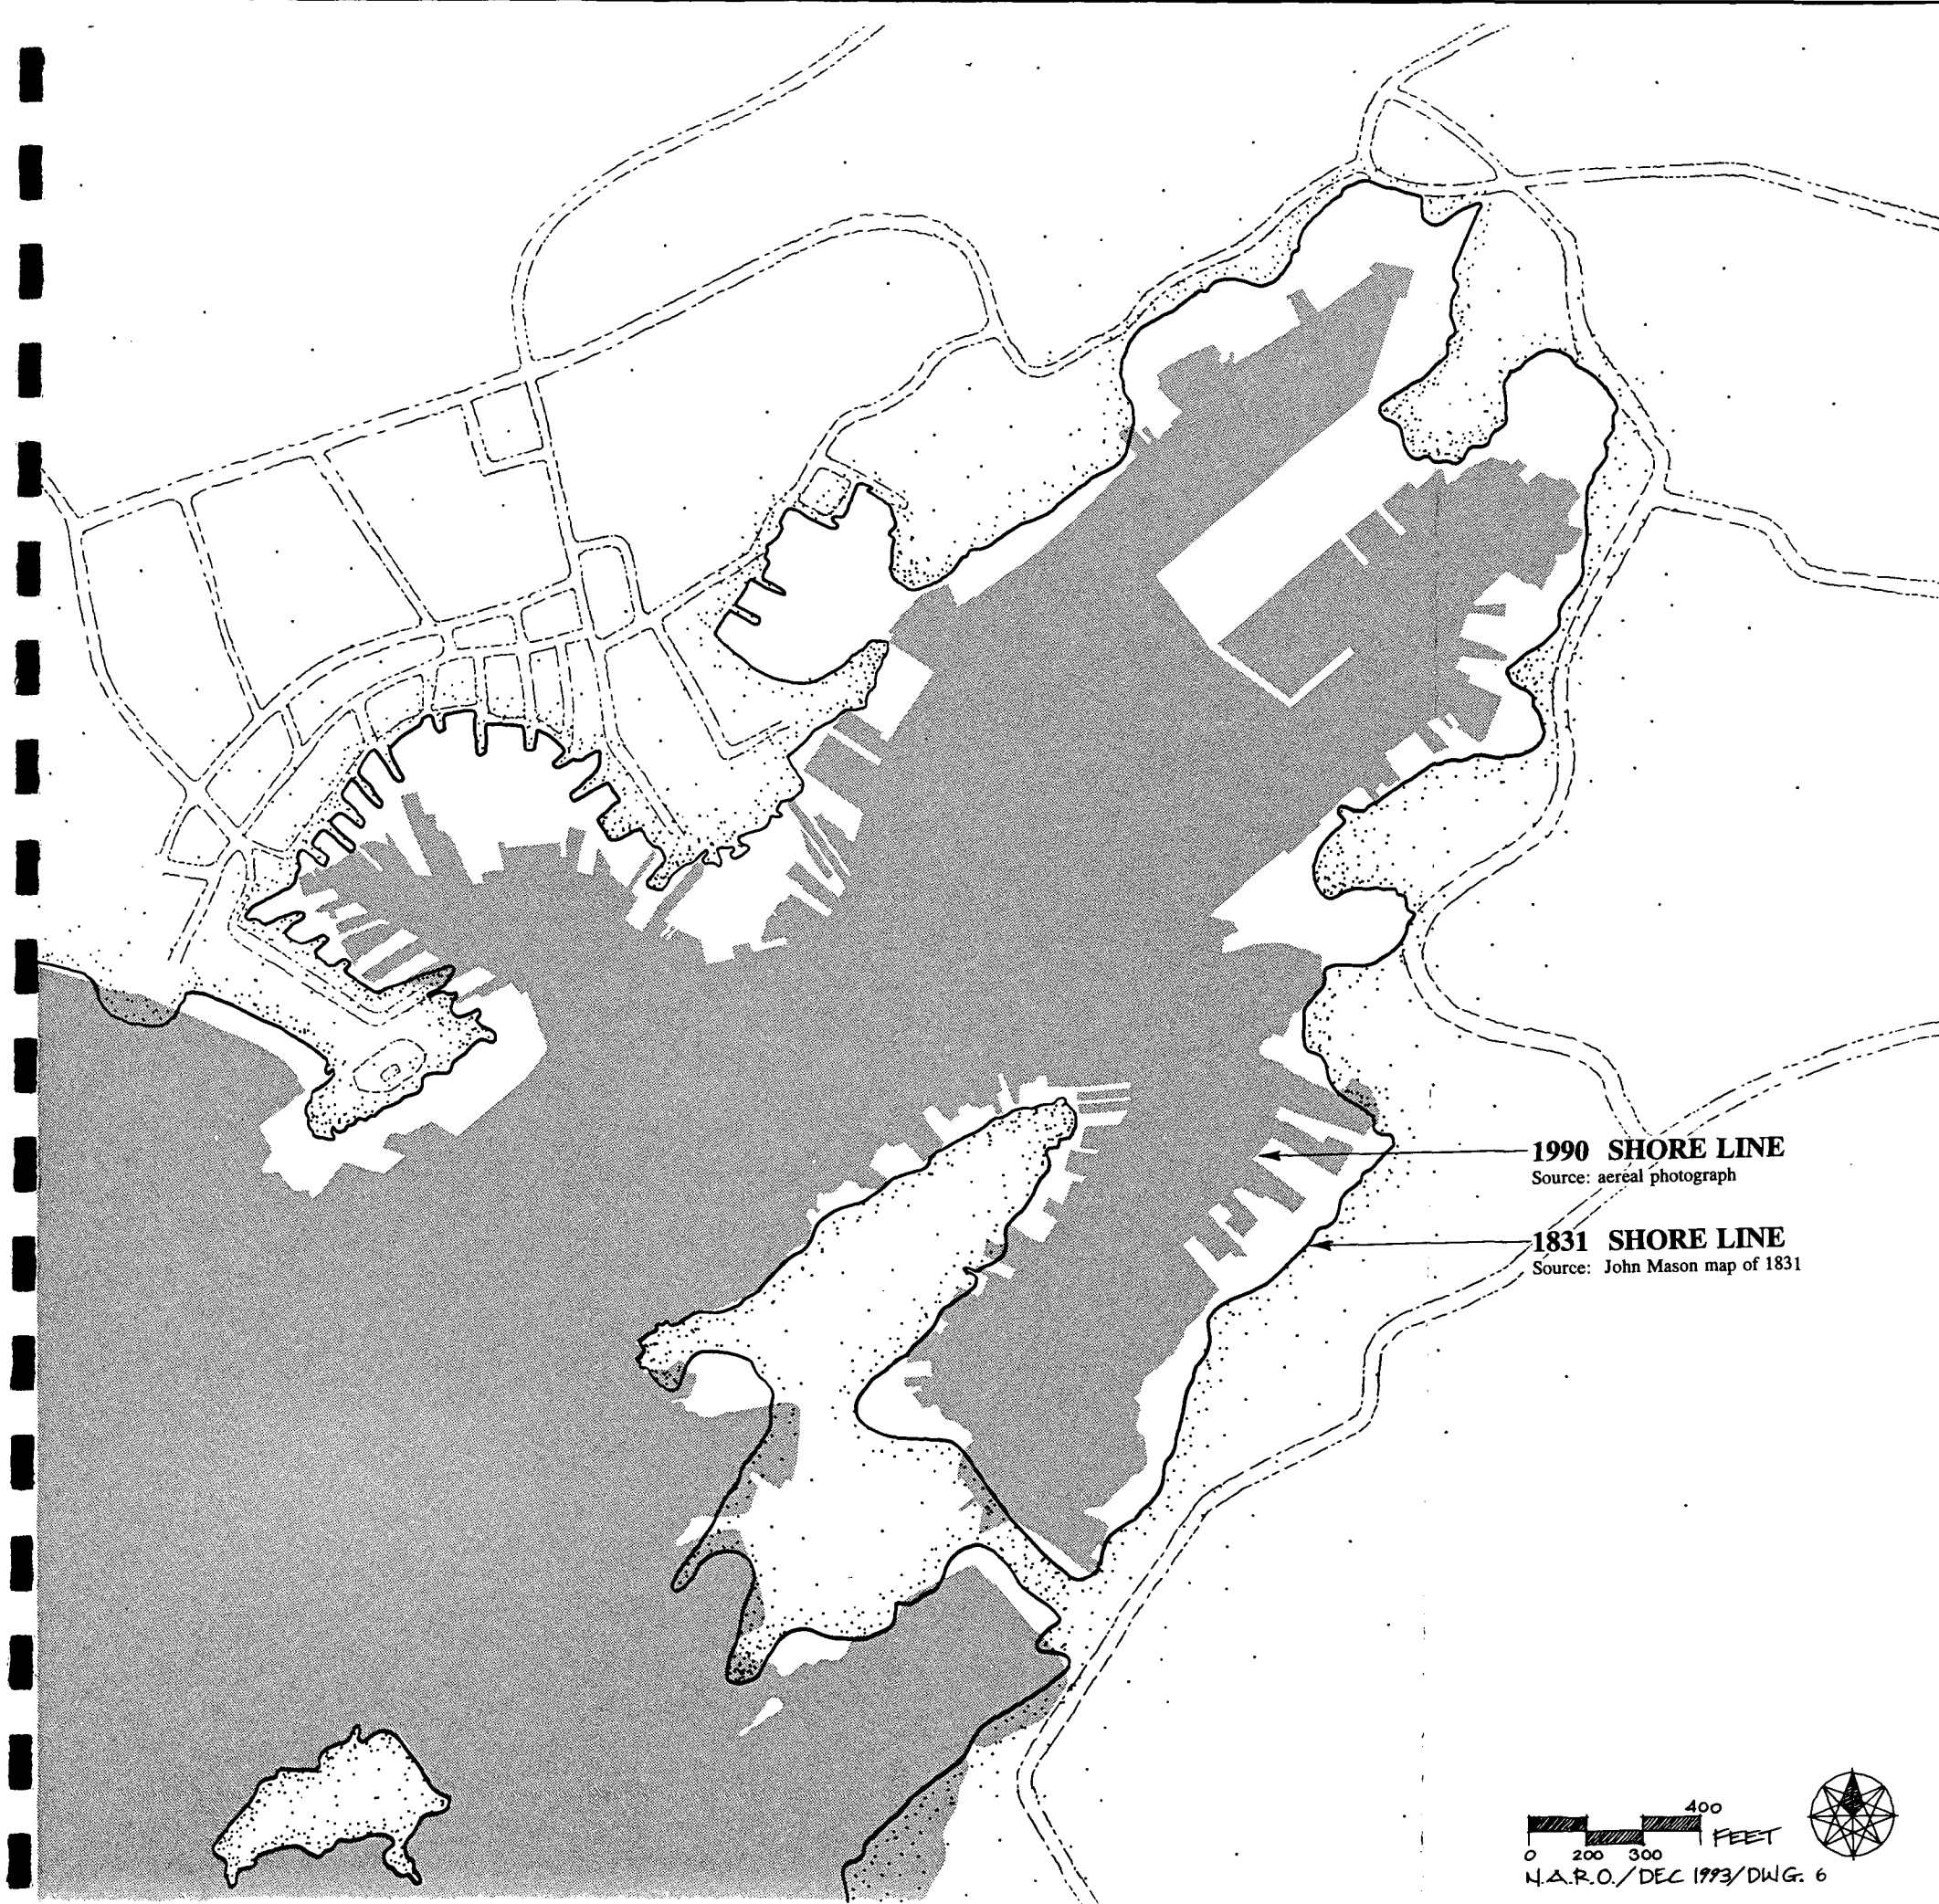 1990 SHORE LINE
Source: aereal photograph
1831 SHORE LINE
Source: John Mason map of 1831
400
FEET
0 200 300
N.A.R.O./DEC 1993/DWG. 6